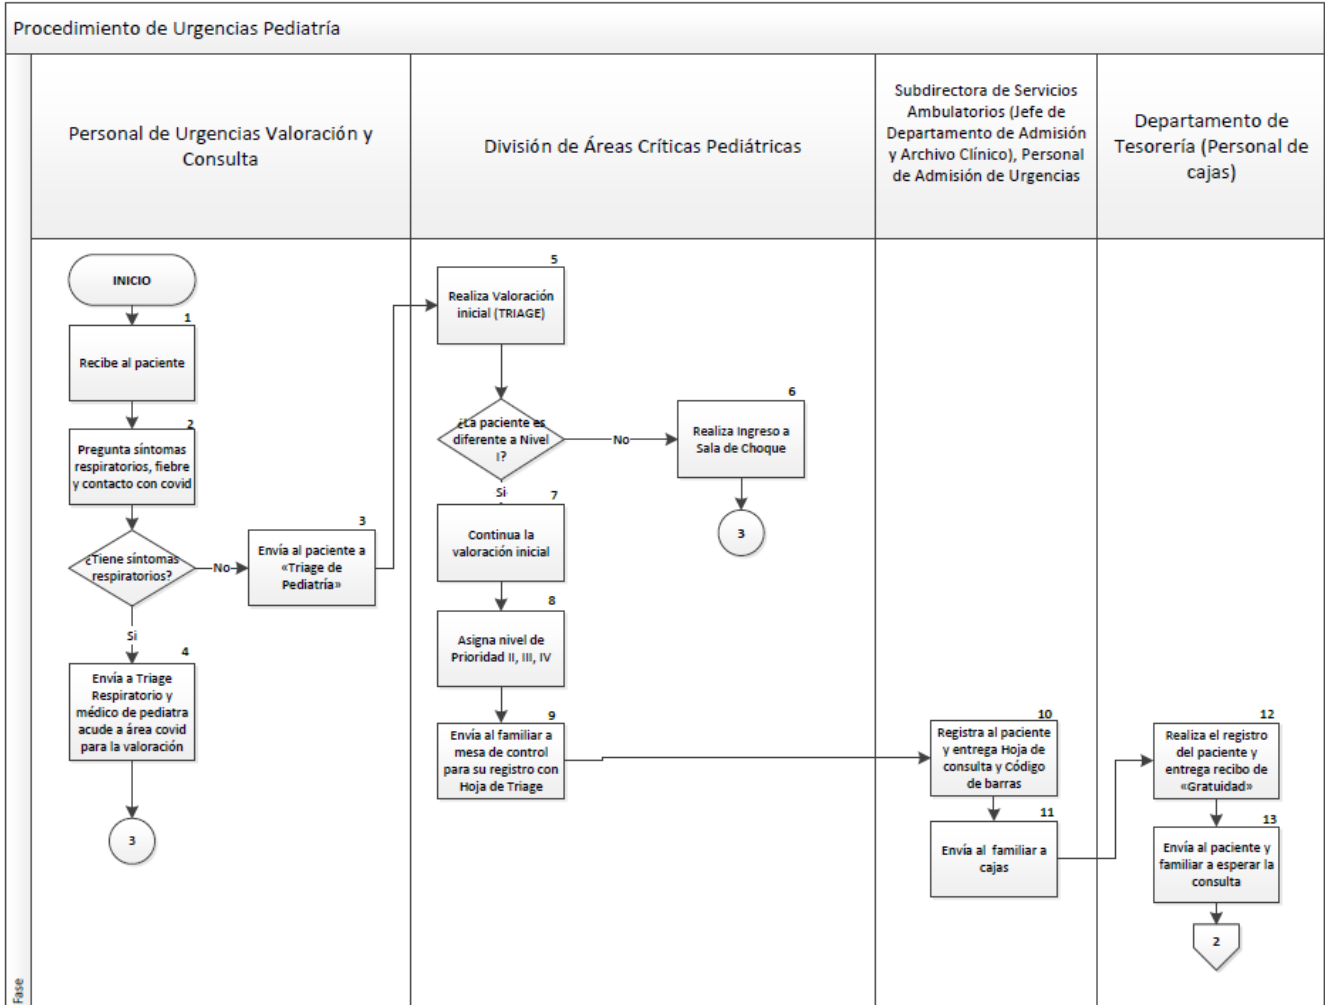 Procedimiento de Urgencias Pediatría
Personal de Urgencias Valoración y
Consulta
División de Áreas Críticas Pediátricas
Subdirectora de Servicios
Ambulatorios (Jefe de
Departamento de Admisión
y Archivo Clínico), Personal
de Admisión de Urgencias
Departamento de
Tesorería (Personal de
cajas)
Fase
INICIO
1
Recibe al paciente
2
Pregunta síntomas
respiratorios, fiebre
y contacto con covid
¿Tiene síntomas
respiratorios?
No
3
Envía al paciente a
«Triage de
Pediatría»
Si
4
Envía a Triage
Respiratorio y
médico de pediatra
acude a área covid
para la valoración
3
5
Realiza Valoración
inicial (TRIAGE)
¿La paciente es
diferente a Nivel
I?
No
6
Realiza Ingreso a
Sala de Choque
3
Si
7
Continua la
valoración inicial
8
Asigna nivel de
Prioridad II, III, IV
9
Envía al familiar a
mesa de control
para su registro con
Hoja de Triage
10
Registra al paciente
y entrega Hoja de
consulta y Código
de barras
11
Envía al familiar a
cajas
12
Realiza el registro
del paciente y
entrega recibo de
«Gratuidad»
13
Envía al paciente y
familiar a esperar la
consulta
2